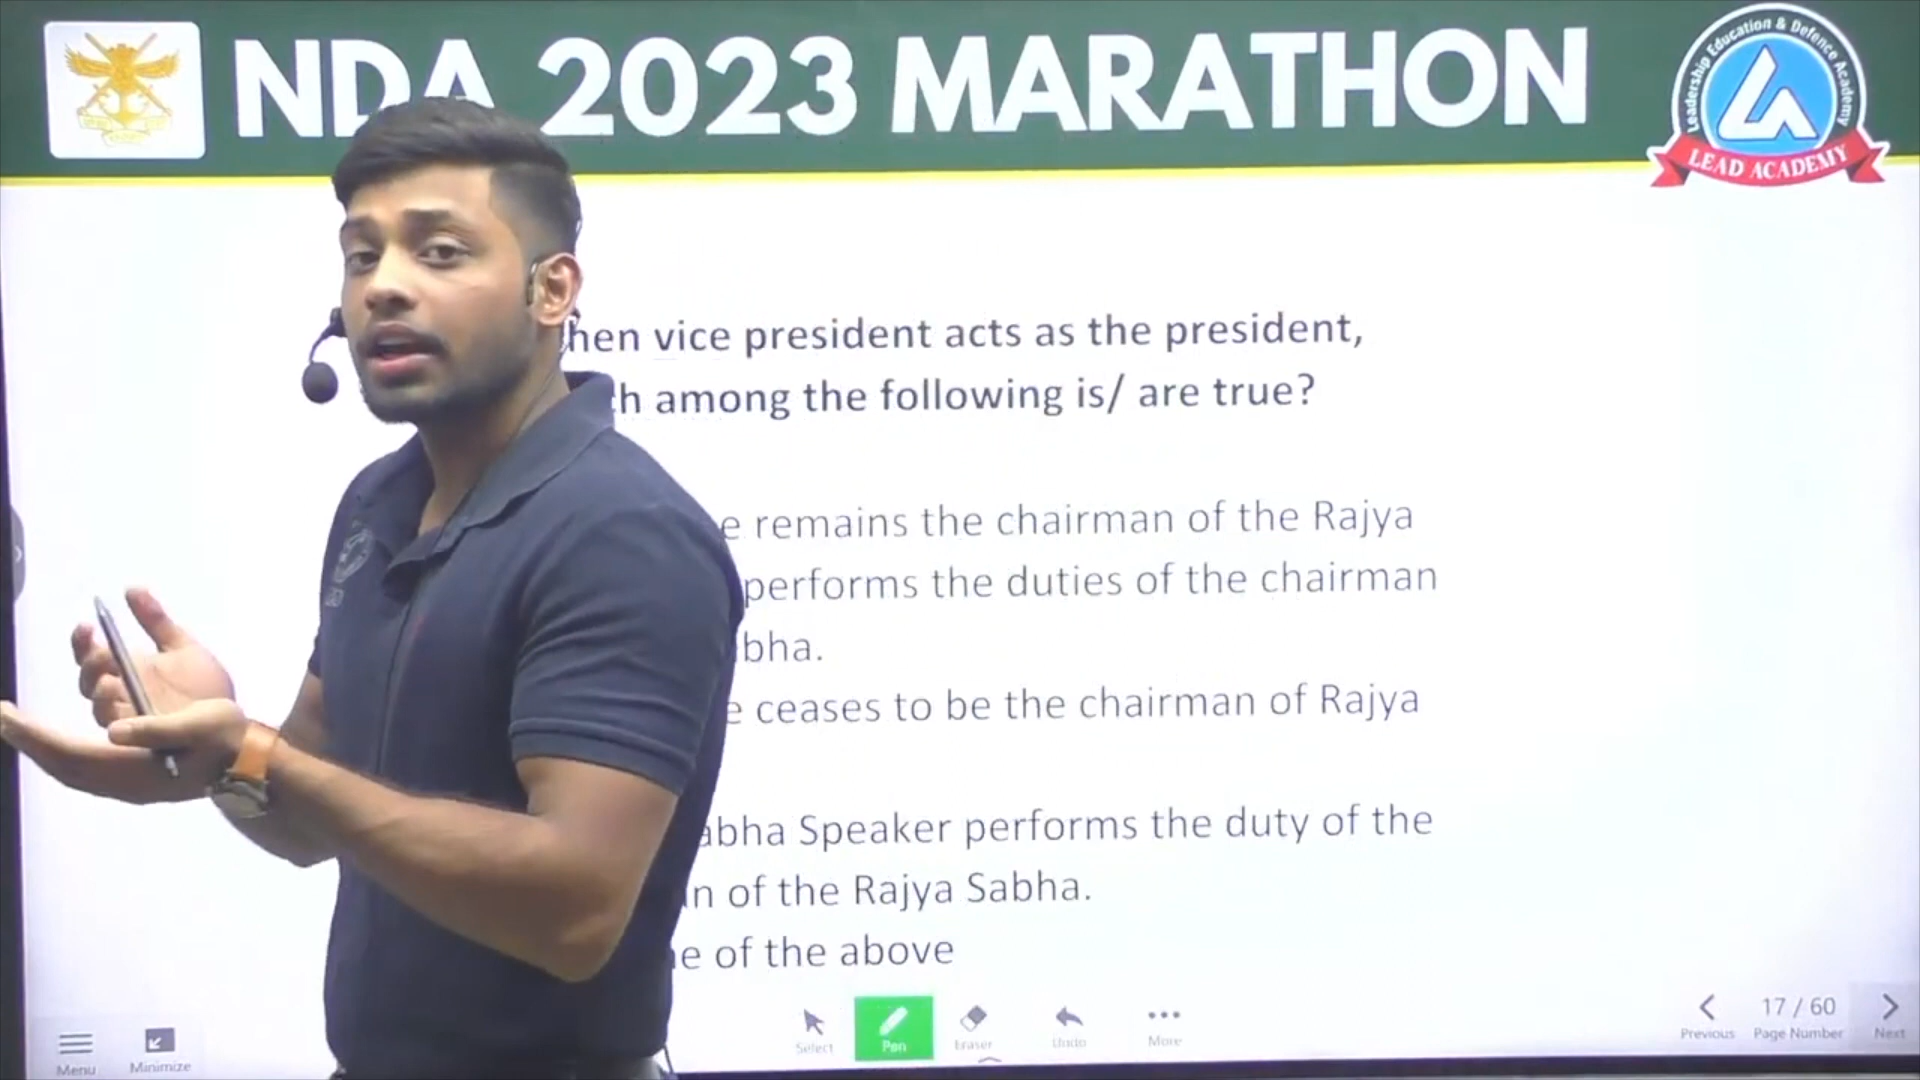 NDA 2023 MARATHON
Leadership Education & Defence Academy
LEAD ACADEMY
vice president acts as the president,
among the following is/ are true?
remains the chairman of the Rajya
performs the duties of the chairman
ceases to be the chairman of Rajya
Speaker performs the duty of the
of the Rajya Sabha.
of the above
Menu
Minimize
Select
Pen
Eraser
Undo
More
Previous
17 / 60
Page Number
Next